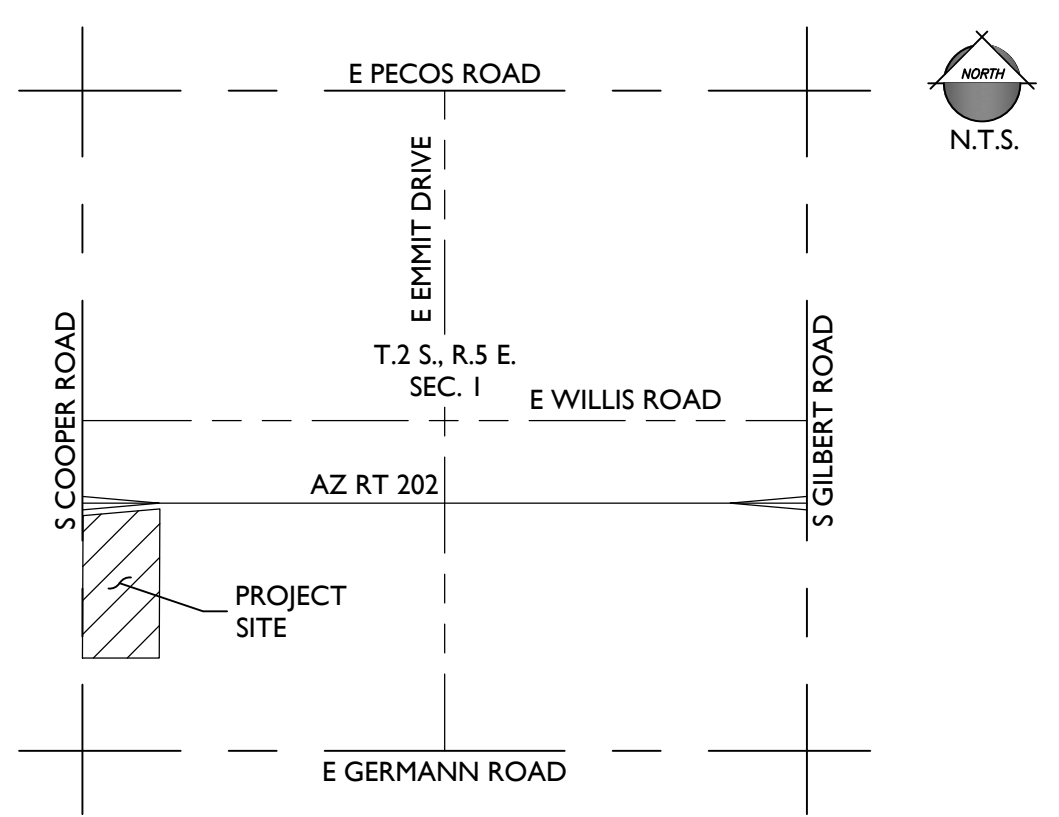 E PECOS ROAD
NORTH
N.T.S.
E EMMIT DRIVE
T.2 S., R.5 E.
SEC. 1
S COOPER ROAD
E WILLIS ROAD
S GILBERT ROAD
AZ RT 202
PROJECT
SITE
E GERMANN ROAD